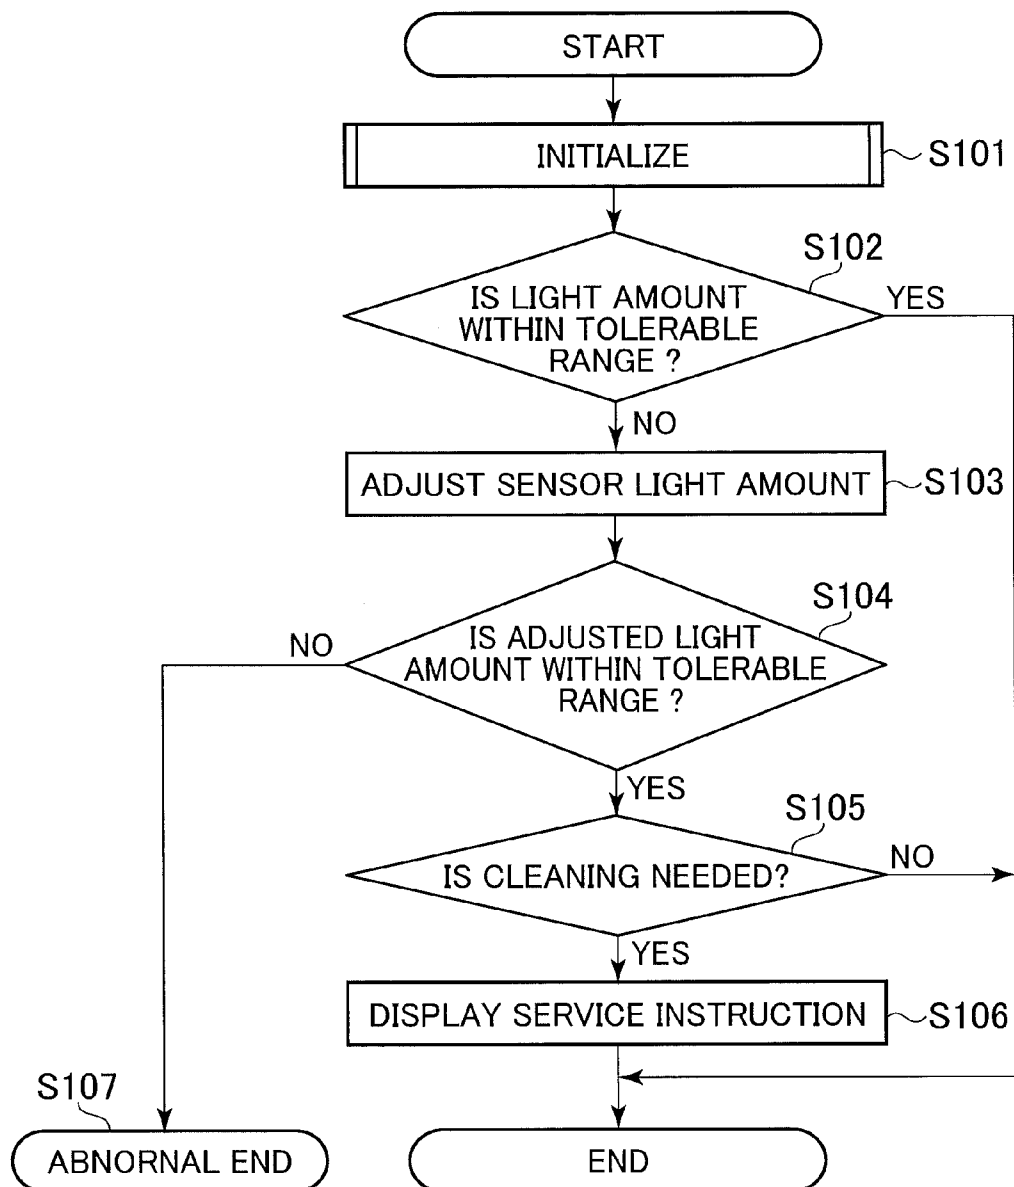 START
INITIALIZE
S101
S102
IS LIGHT AMOUNT
WITHIN TOLERABLE
RANGE ?
YES
NO
ADJUST SENSOR LIGHT AMOUNT
S103
S104
IS ADJUSTED LIGHT
AMOUNT WITHIN TOLERABLE
RANGE ?
NO
YES
S105
IS CLEANING NEEDED?
NO
YES
DISPLAY SERVICE INSTRUCTION
S106
S107
ABNORNAL END
END